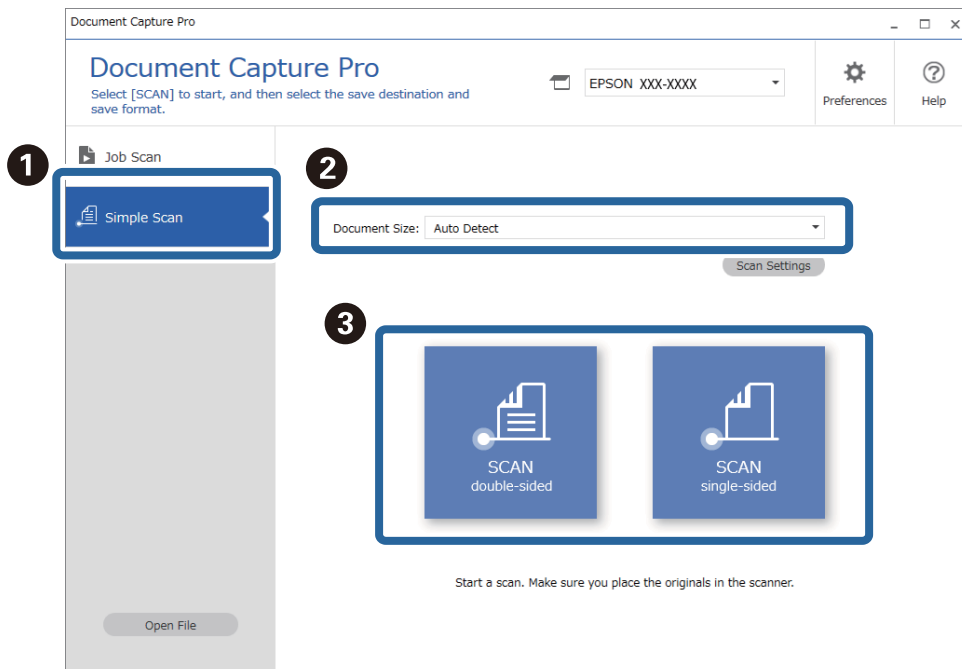 Document Capture Pro
Document Capture Pro
Select [SCAN] to start, and then select the save destination and
save format.
EPSON XXX-XXXX
Preferences
Help
1
Job Scan
Simple Scan
2
Document Size: Auto Detect
Scan Settings
3
SCAN
double-sided
SCAN
single-sided
Start a scan. Make sure you place the originals in the scanner.
Open File